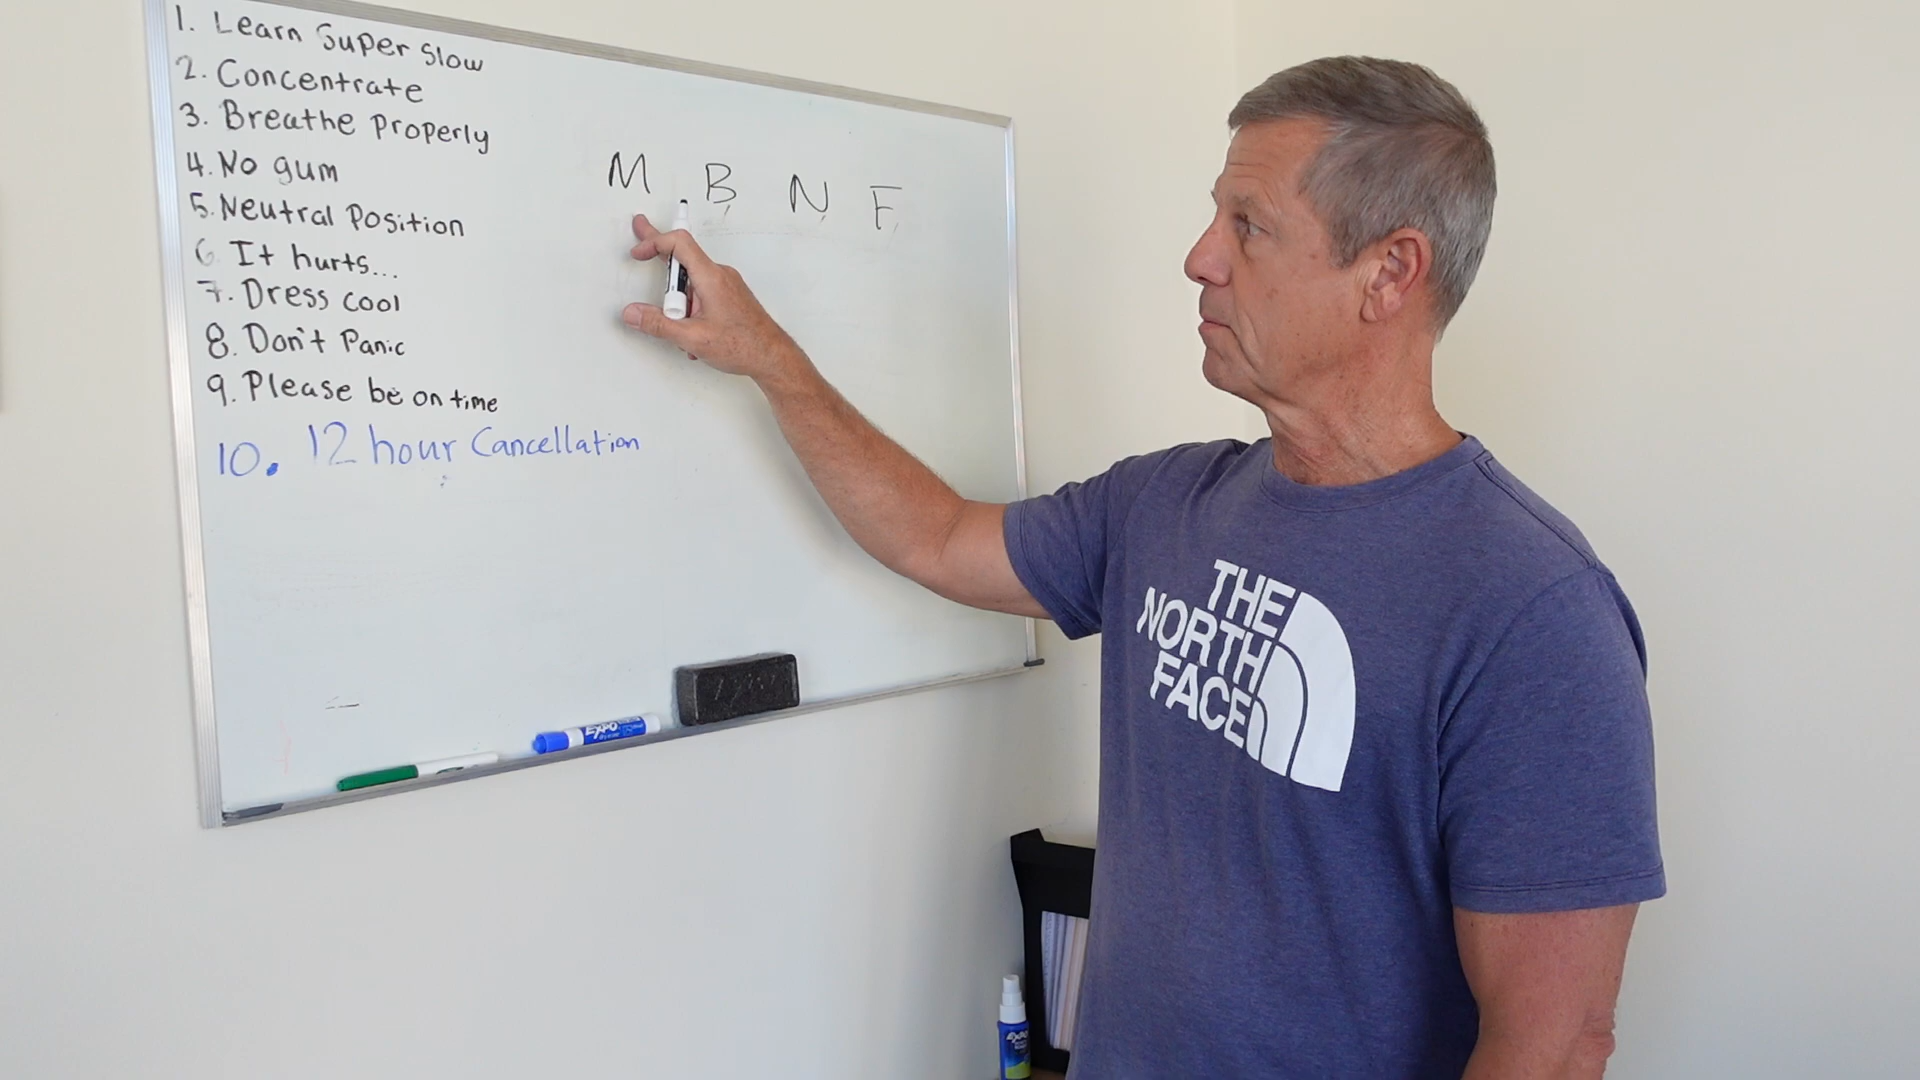 1. Learn Super Slow
2. Concentrate
3. Breathe Properly
4. No gum
5. Neutral Position
6 It hurts...
7. Dress cool
8. Don't Panic
9. Please be on time
10. 12 hour Cancellation
M B N F
EXPO
THE
NORTH
FACE
EXPO